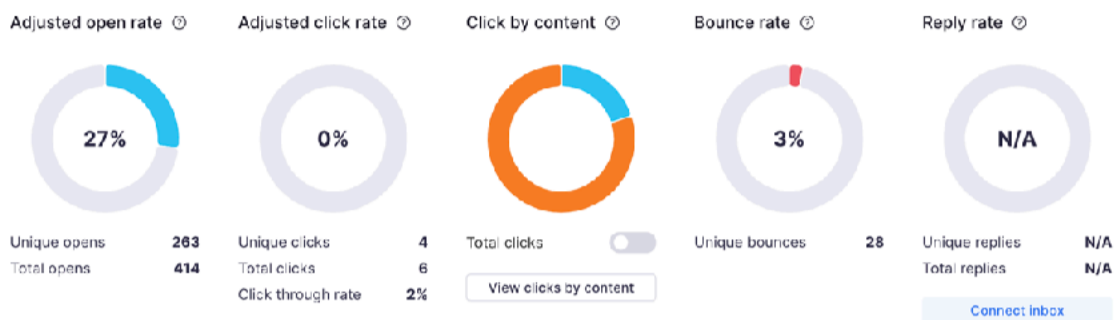 Adjusted open rate
Adjusted click rate
Click by content
Bounce rate
Reply rate
27%
0%
3%
N/A
Unique opens 263
Total opens 414
Unique clicks 4
Total clicks 6
Click through rate 2%
Total clicks
View clicks by content
Unique bounces 28
Unique replies N/A
Total replies N/A
Connect inbox